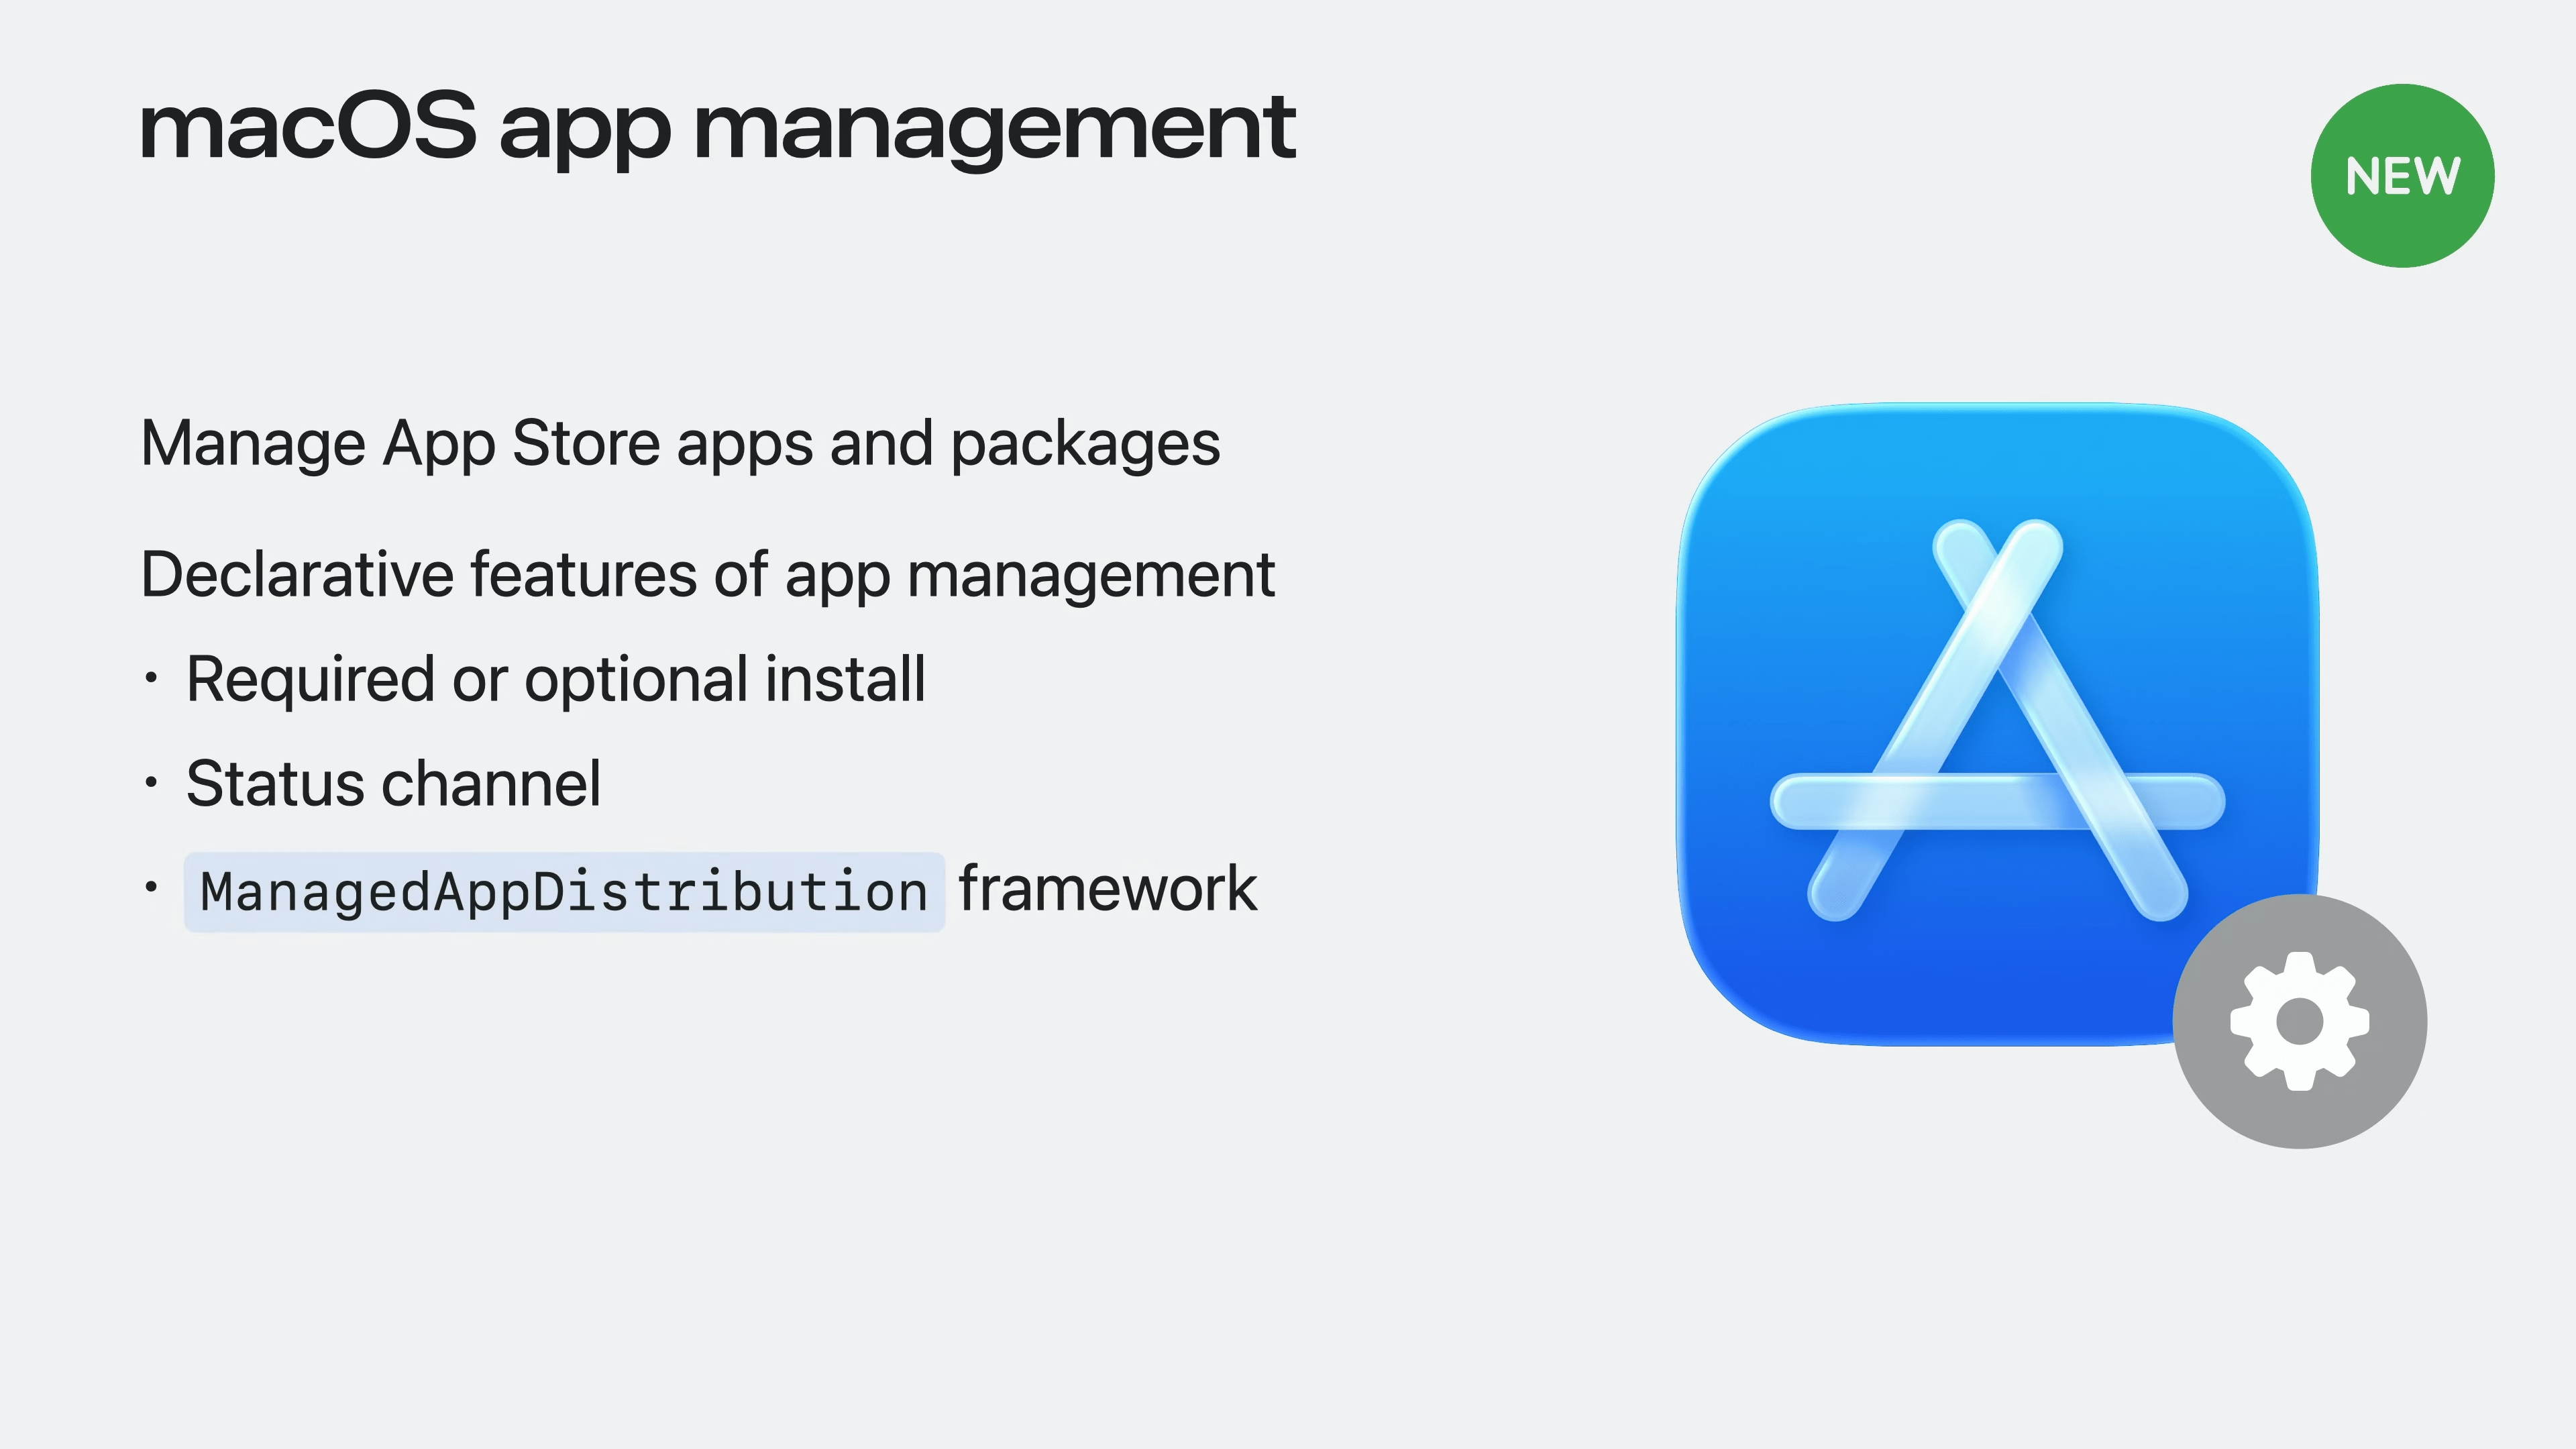 macOS app management
NEW
Manage App Store apps and packages
Declarative features of app management
• Required or optional install
• Status channel
• ManagedAppDistribution framework